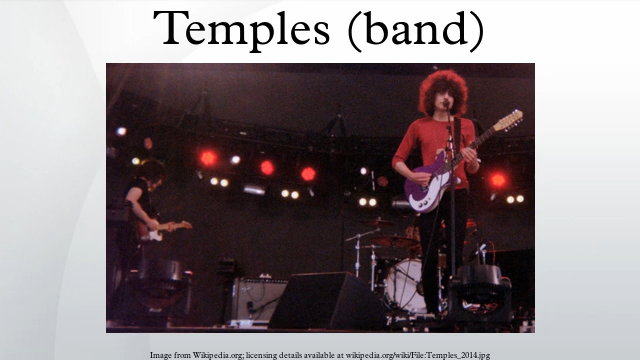 Temples (band)
Image from Wikipedia.org; licensing details available at wikipedia.org/wiki/File:Temples_2014.jpg